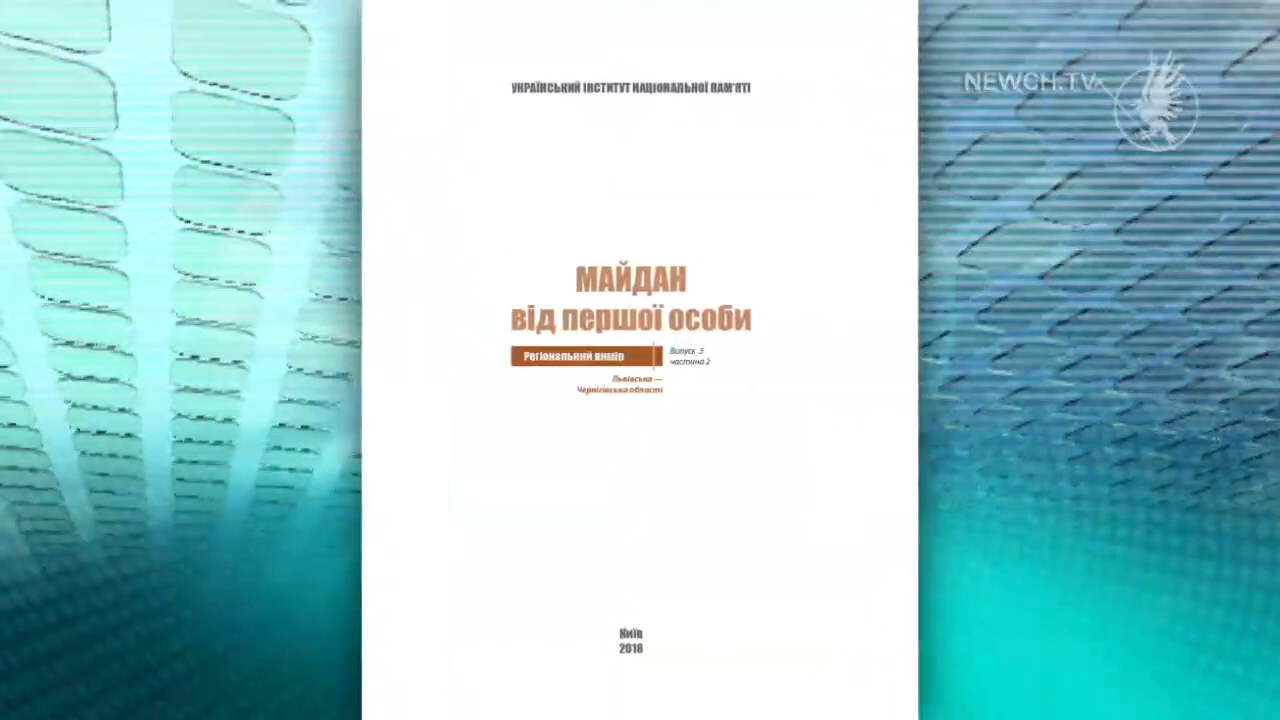 УКРАЇНСЬКИЙ ІНСТИТУТ НАЦІОНАЛЬНОЇ ПАМ'ЯТІ
NEWCH.TV
МАЙДАН
від першої особи
Регіональний вимір
Випуск 3
частина 2
Львівська —
Чернігівська області
Київ
2018